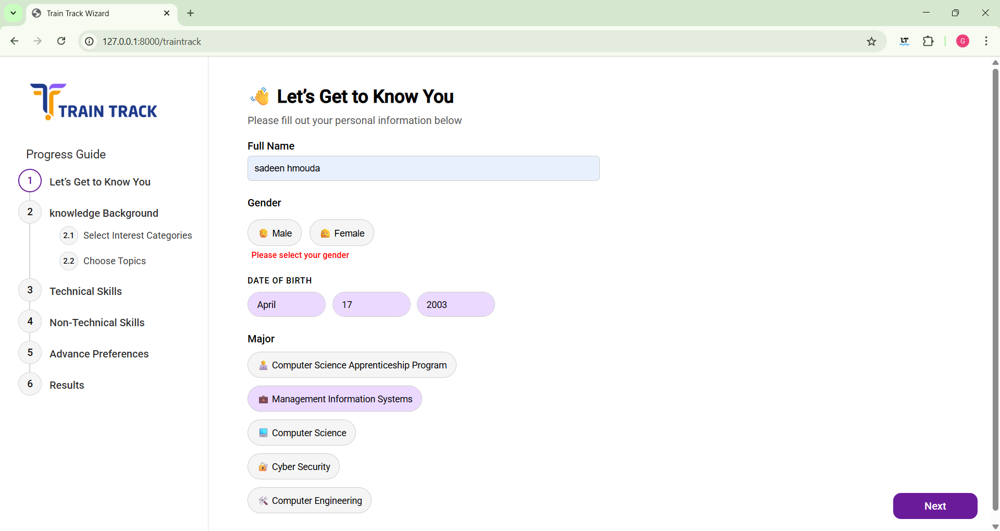 Train Track Wizard
127.0.0.1:8000/traintrack
LT
G
TRAIN TRACK
Progress Guide
1 Let’s Get to Know You
2 knowledge Background
2.1 Select Interest Categories
2.2 Choose Topics
3 Technical Skills
4 Non-Technical Skills
5 Advance Preferences
6 Results
👋 Let’s Get to Know You
Please fill out your personal information below
Full Name
sadeen hmouda
Gender
Male Female
Please select your gender
DATE OF BIRTH
April 17 2003
Major
Computer Science Apprenticeship Program
Management Information Systems
Computer Science
Cyber Security
Computer Engineering
Next